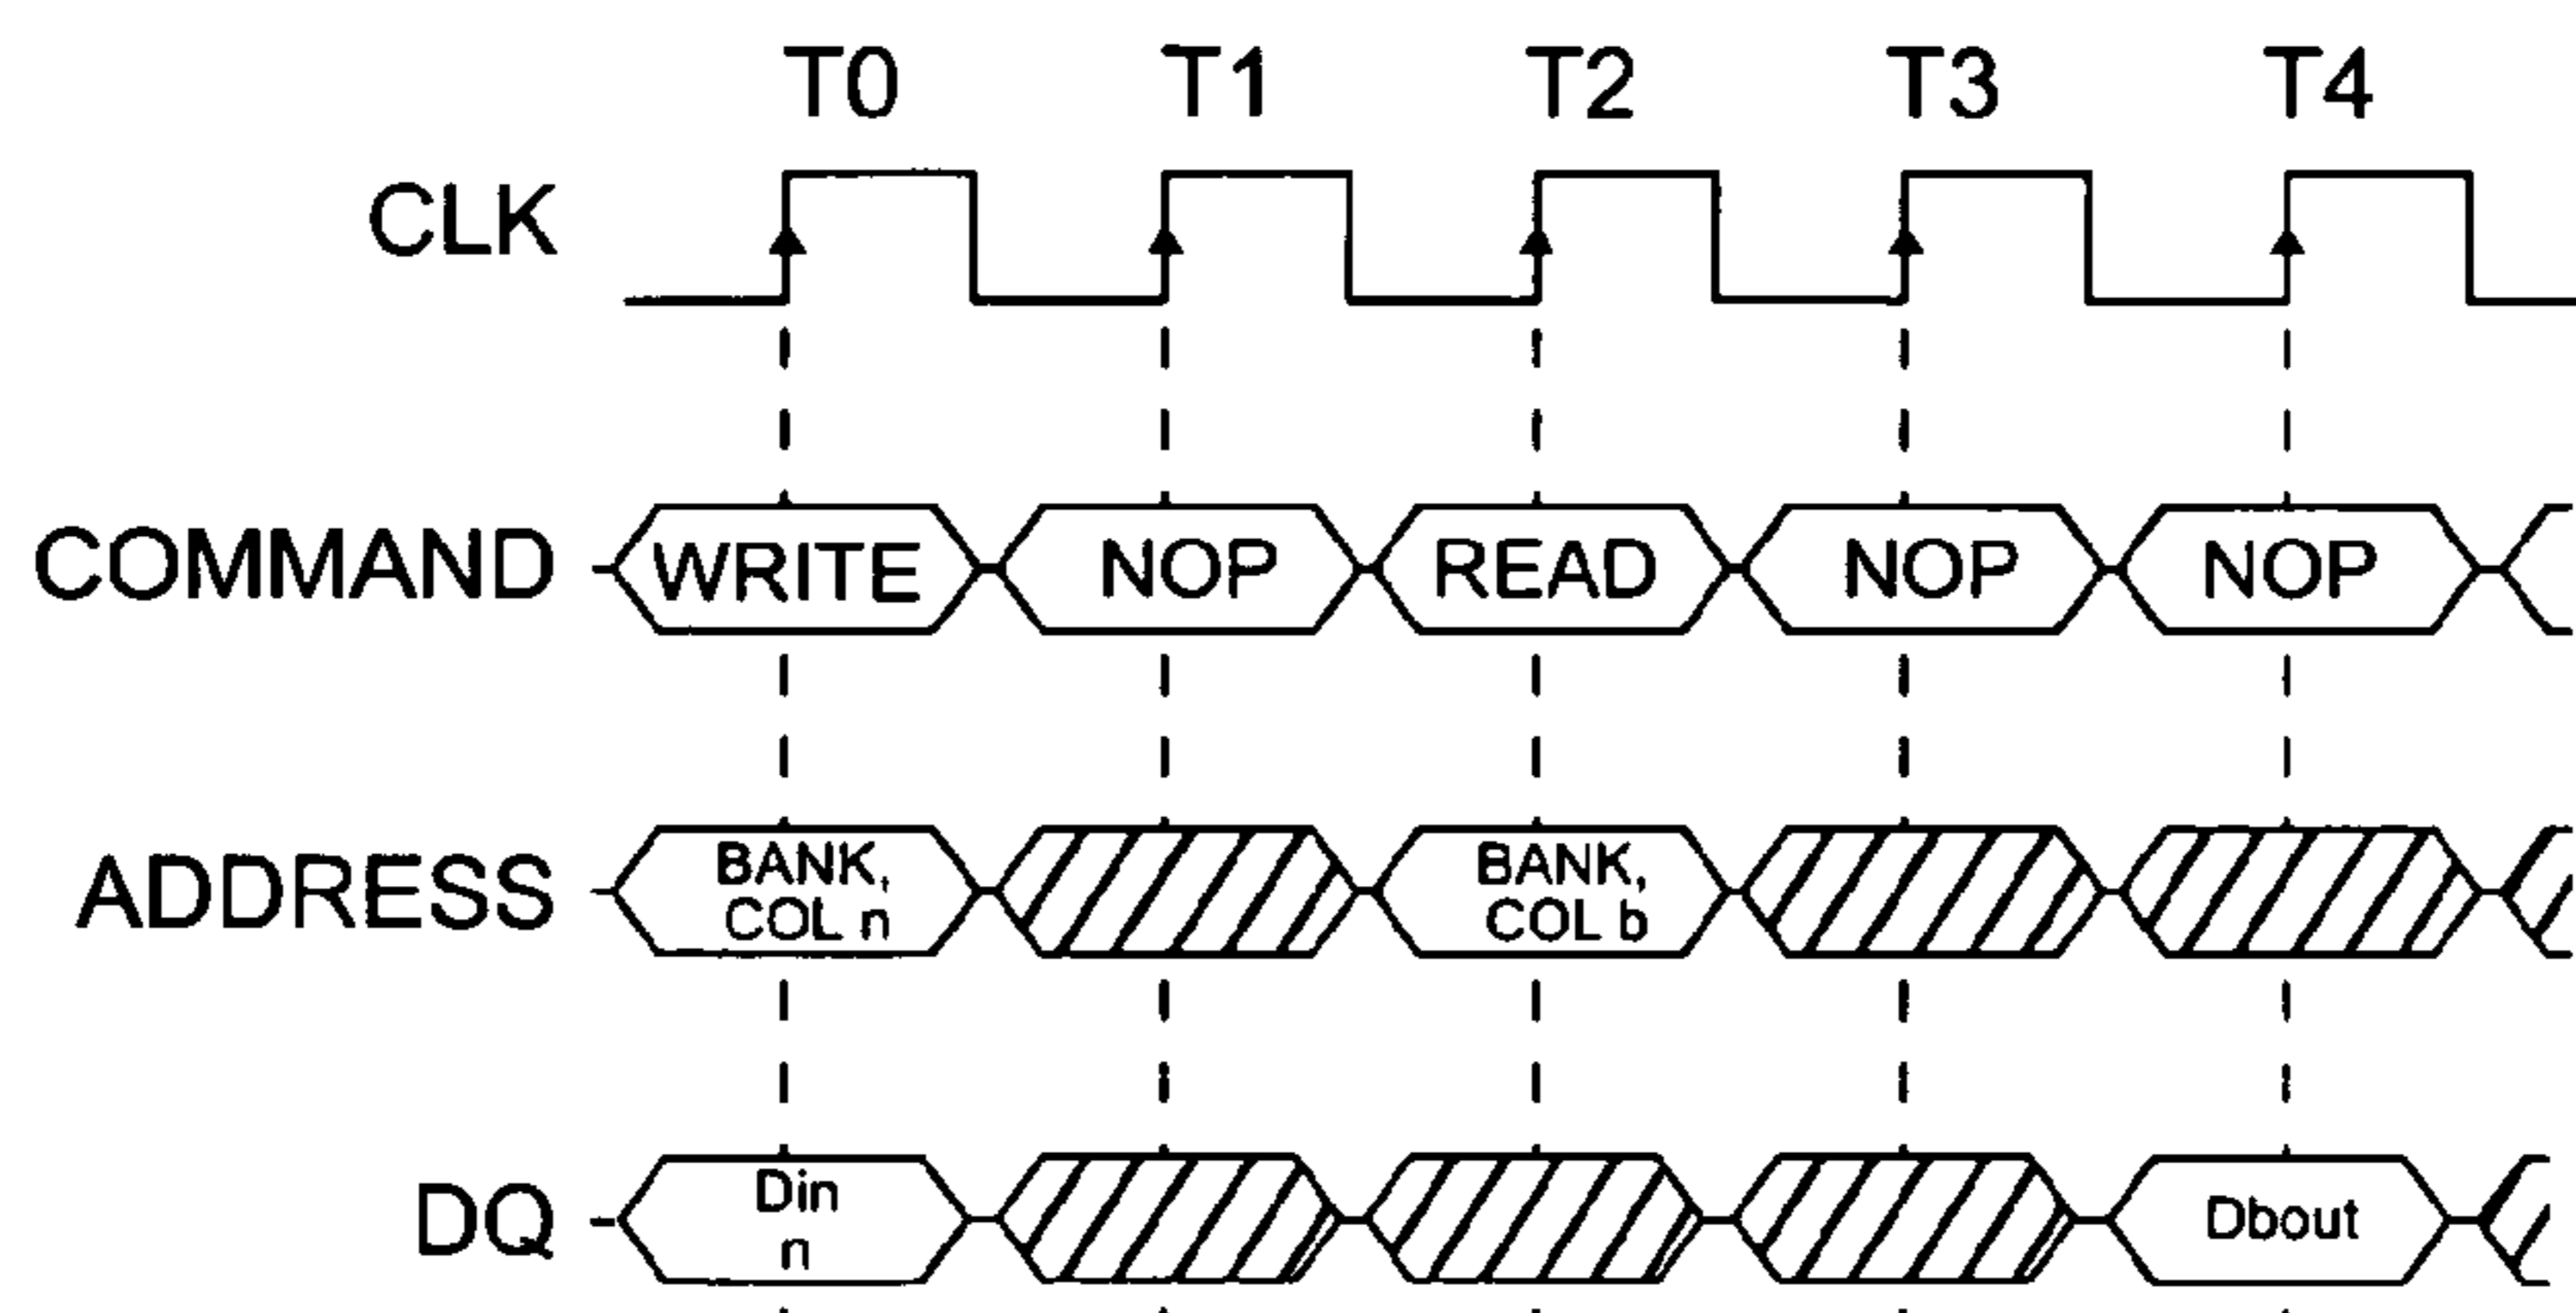 T0 T1 T2 T3 T4
CLK
COMMAND WRITE NOP READ NOP NOP
ADDRESS BANK, COL n BANK, COL b
DQ Din n Dbout